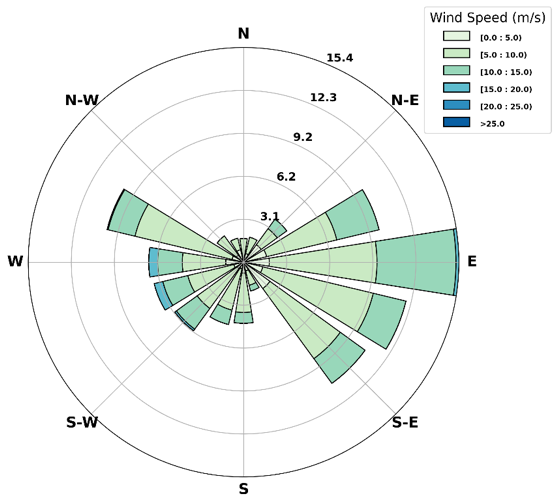 Wind Speed (m/s)
[0.0 : 5.0)
[5.0 : 10.0)
[10.0 : 15.0)
[15.0 : 20.0)
[20.0 : 25.0)
>25.0
N
15.4
N-W
12.3
N-E
9.2
6.2
3.1
W
E
S-W
S-E
S